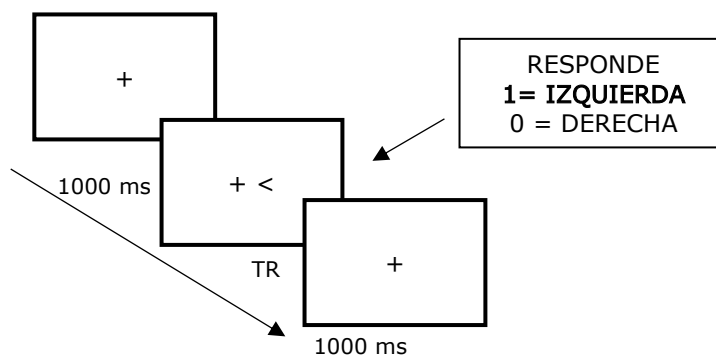 +
RESPONDE
1= IZQUIERDA
0 = DERECHA
1000 ms
+ <
TR
+
1000 ms